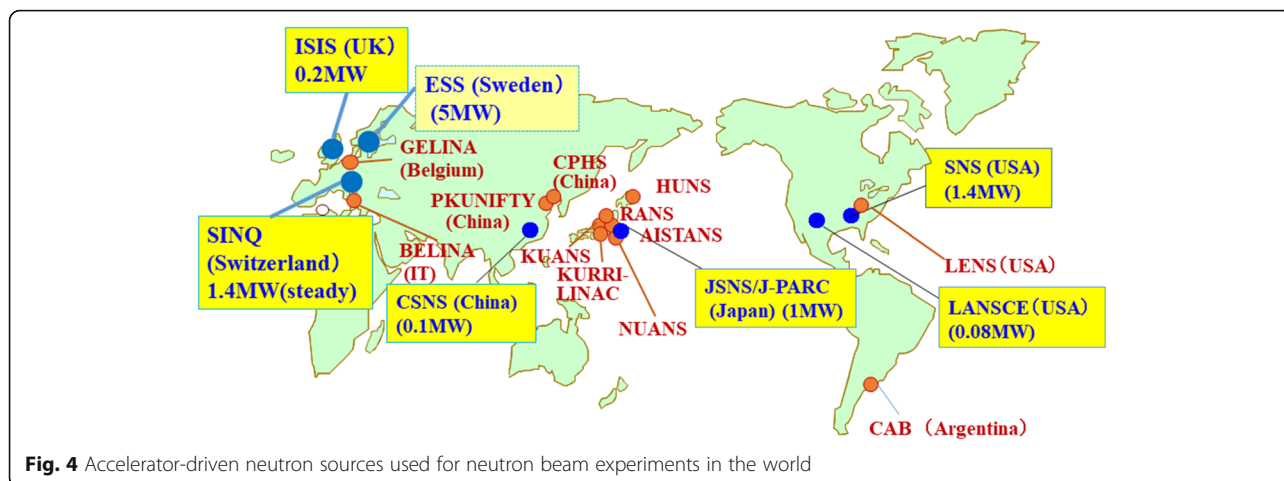 ISIS (UK)
0.2MW
ESS (Sweden)
(5MW)
GELINA
(Belgium)
CPHS
(China)
HUNS
PKUNIFTY
(China)
RANS
AISTANS
SNS (USA)
(1.4MW)
SINQ
(Switzerland)
1.4MW(steady)
BELINA
(IT)
KUANS
KURRI-
LINAC
NUANS
CSNS (China)
(0.1MW)
JSNS/J-PARC
(Japan) (1MW)
LENS(USA)
LANSCE(USA)
(0.08MW)
CAB (Argentina)
Fig. 4 Accelerator-driven neutron sources used for neutron beam experiments in the world